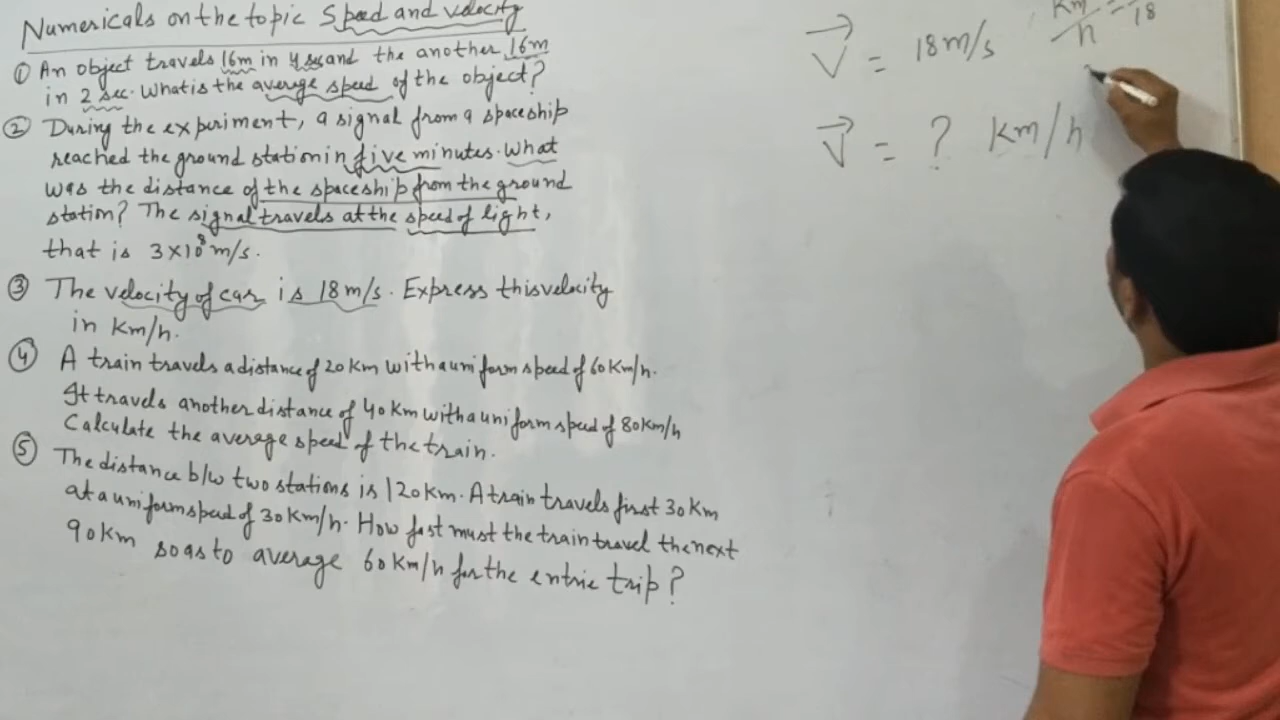 Numericals on the topic Speed and velocity
① An object travels 16m in 4 sec and the another 16m
in 2 sec. What is the average speed of the object?
② During the experiment, a signal from a spaceship
reached the ground station in five minutes. What
was the distance of the spaceship from the ground
station? The signal travels at the speed of light,
that is 3×10⁸ m/s.
③ The velocity of car is 18 m/s. Express this velocity
in Km/h.
④ A train travels a distance of 20 Km with a uniform speed of 60 Km/h.
It travels another distance of 40 Km with a uniform speed of 80 Km/h
Calculate the average speed of the train.
⑤ The distance b/w two stations is 120 Km. A train travels first 30 Km
at a uniform speed of 30 Km/h. How fast must the train travel the next
90 Km so as to average 60 Km/h for the entrie trip?
V⃗ = 18 m/s
Km/h = 18
V⃗ = ? Km/h